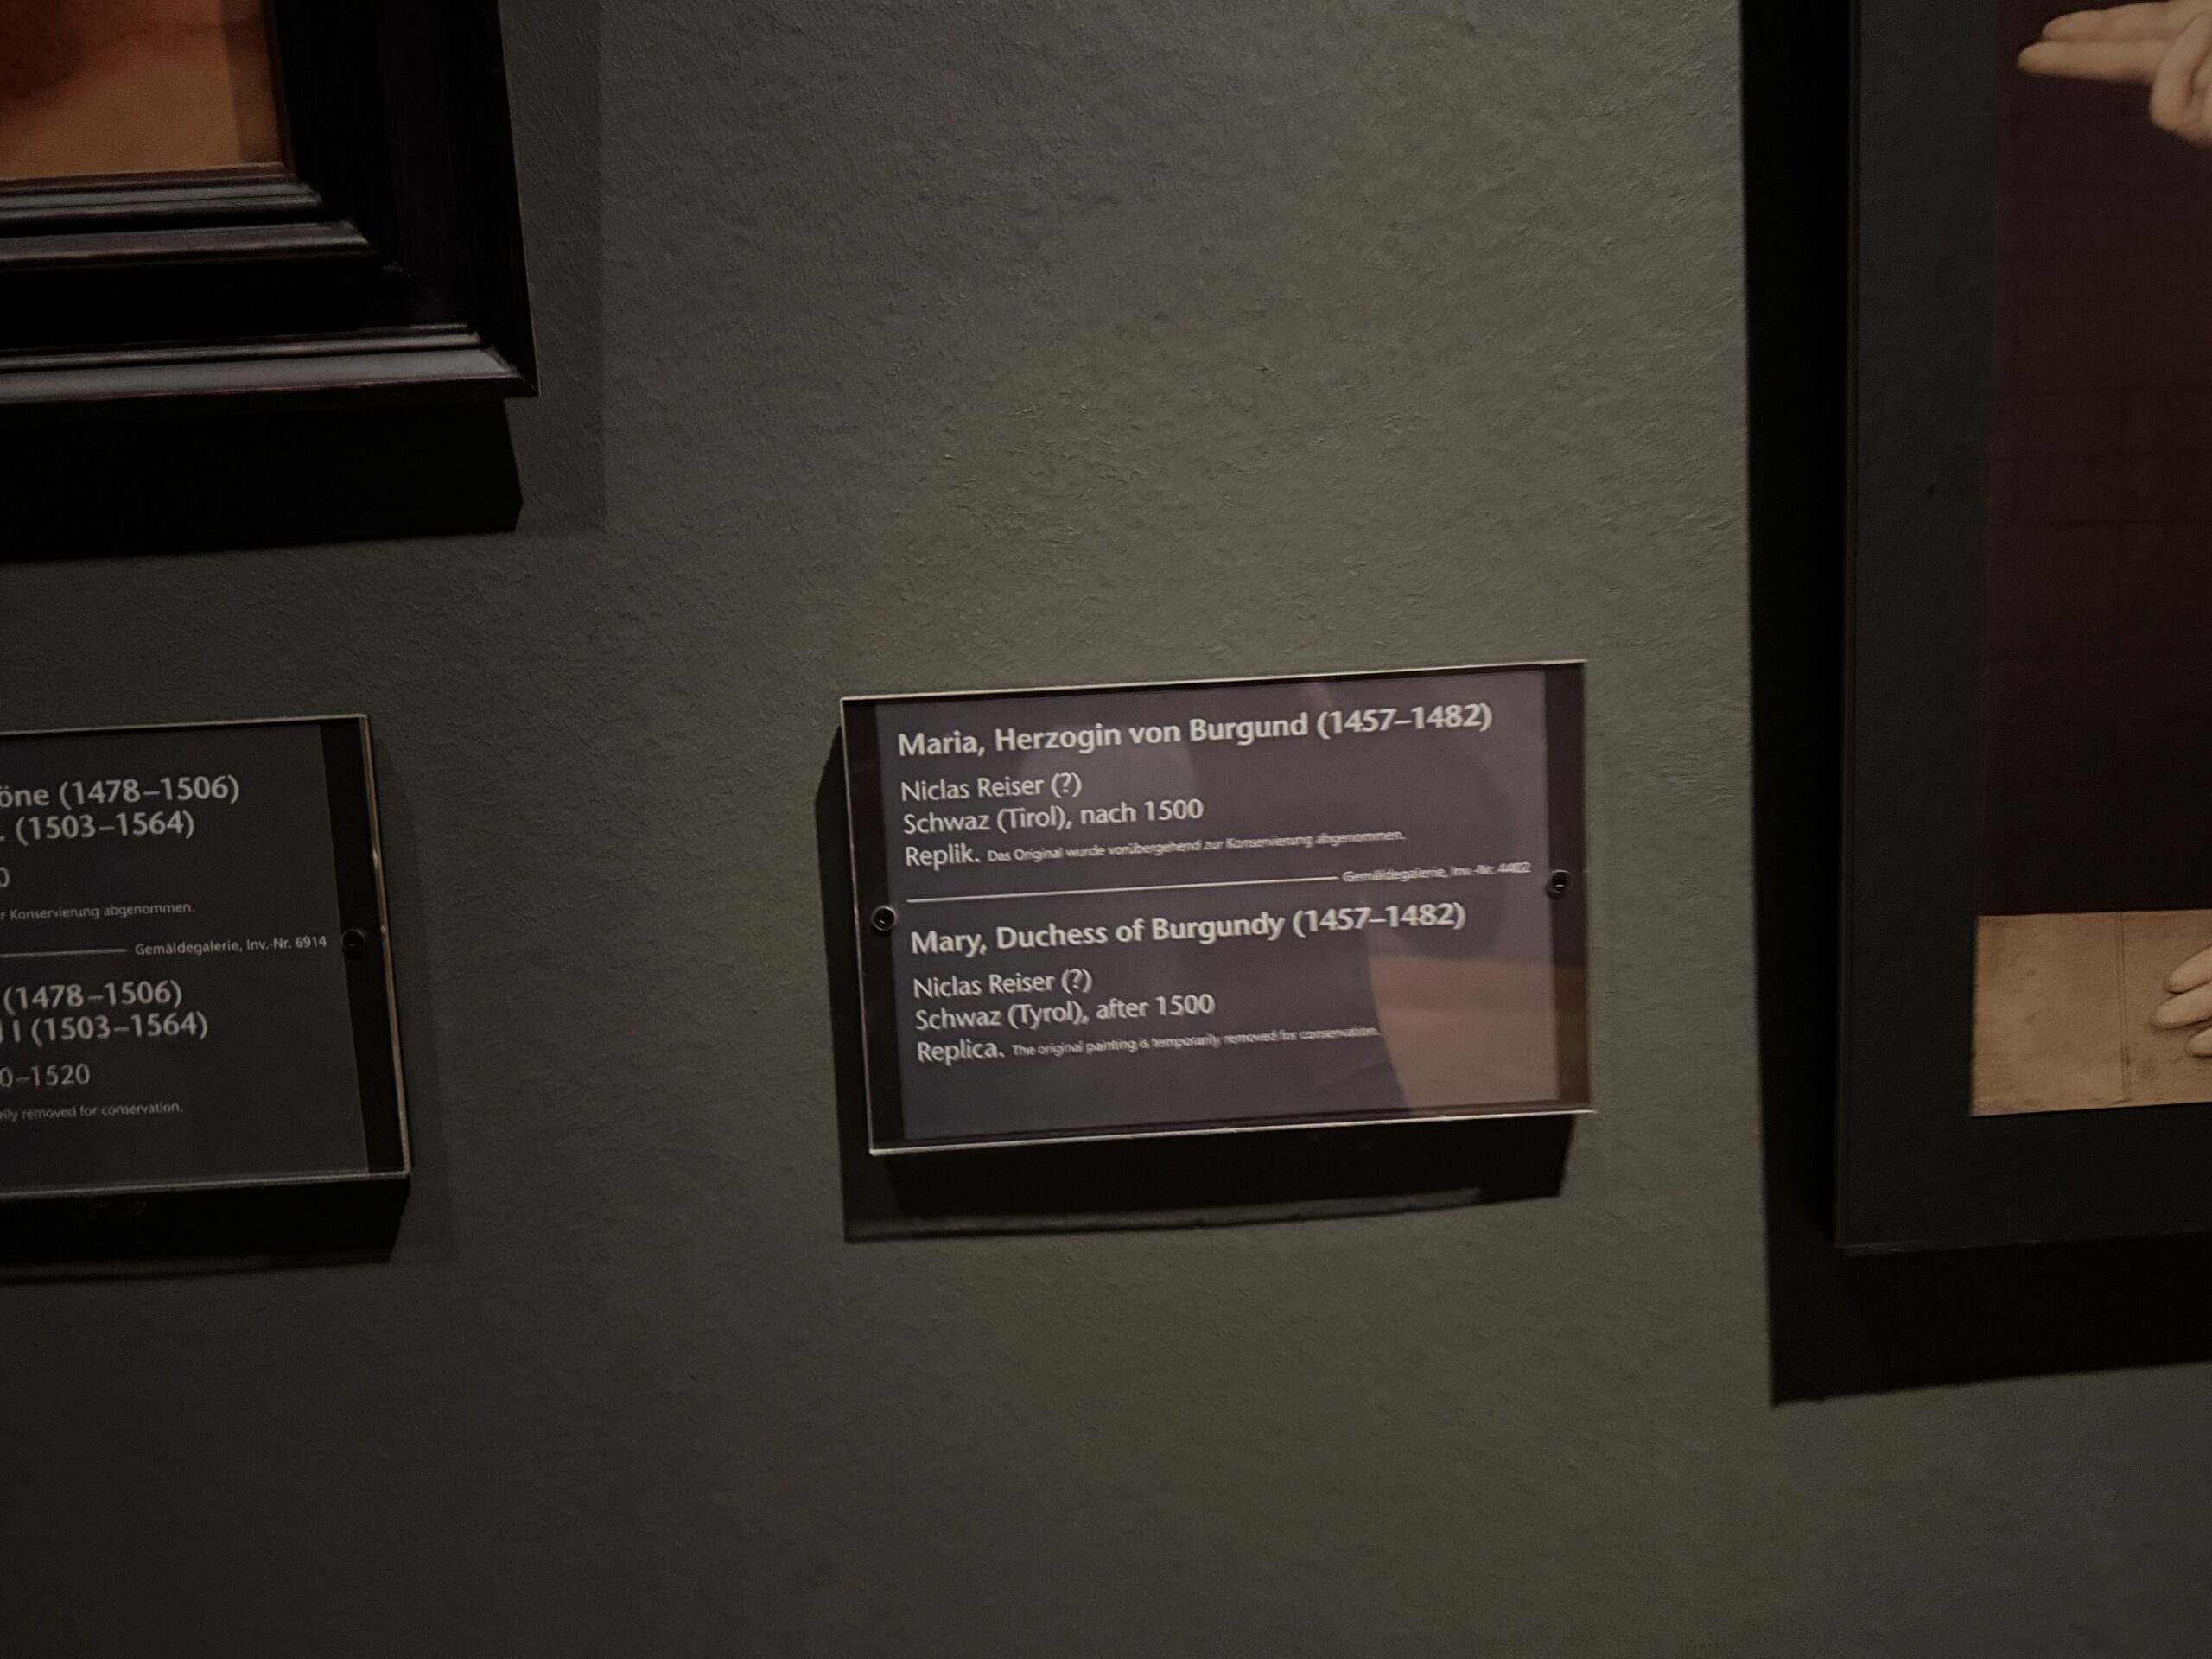 öne (1478–1506)
. (1503–1564)
0
r Konservierung abgenommen.
Gemäldegalerie, Inv.-Nr. 6914
(1478–1506)
I (1503–1564)
0–1520
rily removed for conservation.
Maria, Herzogin von Burgund (1457–1482)
Niclas Reiser (?)
Schwaz (Tirol), nach 1500
Replik. Das Original wurde vorübergehend zur Konservierung abgenommen.
Gemäldegalerie, Inv.-Nr. 4402
Mary, Duchess of Burgundy (1457–1482)
Niclas Reiser (?)
Schwaz (Tyrol), after 1500
Replica. The original painting is temporarily removed for conservation.